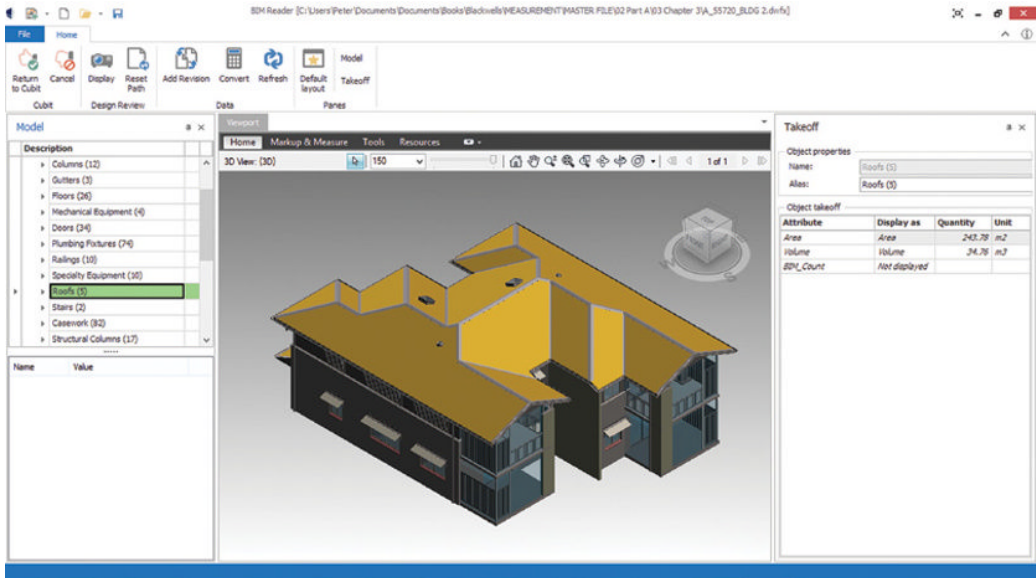 BIM Reader [C:\Users\Peter\Documents\Documents\Books\Blackwells\MEASUREMENT\MASTER FILE\02 Part A\03 Chapter 3\A_55720_BLDG 2.dwfx]
File Home
Return to Cubit
Cancel
Display
Reset Path
Add Revision
Convert
Refresh
Default layout
Model
Takeoff
Cubit
Design Review
Data
Panes
Model
Description
Columns (12)
Gutters (3)
Floors (26)
Mechanical Equipment (4)
Doors (34)
Plumbing Fixtures (74)
Railings (10)
Specialty Equipment (10)
Roofs (5)
Stairs (2)
Casework (82)
Structural Columns (17)
Name Value
Viewport
Home Markup & Measure Tools Resources
3D View: {3D} 150 1 of 1
Takeoff
Object properties
Name: Roofs (5)
Alias: Roofs (5)
Object takeoff
Attribute Display as Quantity Unit
Area Area 243.78 m2
Volume Volume 34.76 m3
BIM_Count Not displayed